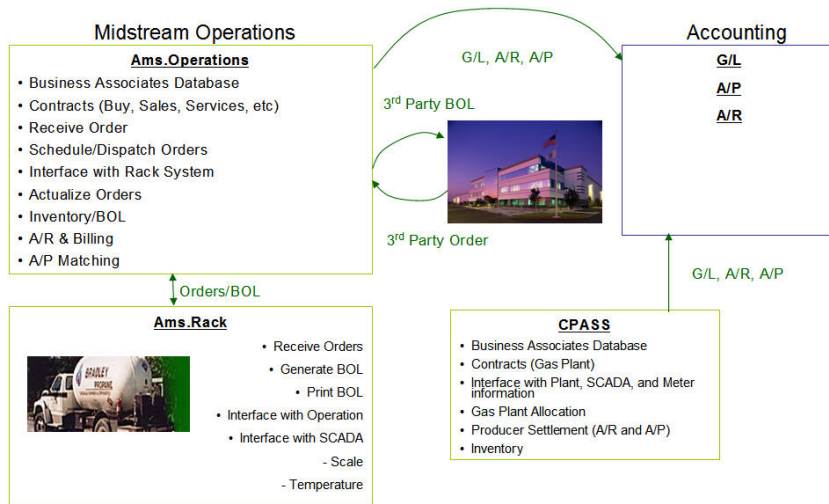 Midstream Operations
Ams.Operations
• Business Associates Database
• Contracts (Buy, Sales, Services, etc)
• Receive Order
• Schedule/Dispatch Orders
• Interface with Rack System
• Actualize Orders
• Inventory/BOL
• A/R & Billing
• A/P Matching
G/L, A/R, A/P
3rd Party BOL
3rd Party Order
Accounting
G/L
A/P
A/R
Orders/BOL
G/L, A/R, A/P
Ams.Rack
BRADLEY
PROPANE
• Receive Orders
• Generate BOL
• Print BOL
• Interface with Operation
• Interface with SCADA
- Scale
- Temperature
CPASS
• Business Associates Database
• Contracts (Gas Plant)
• Interface with Plant, SCADA, and Meter
information
• Gas Plant Allocation
• Producer Settlement (A/R and A/P)
• Inventory